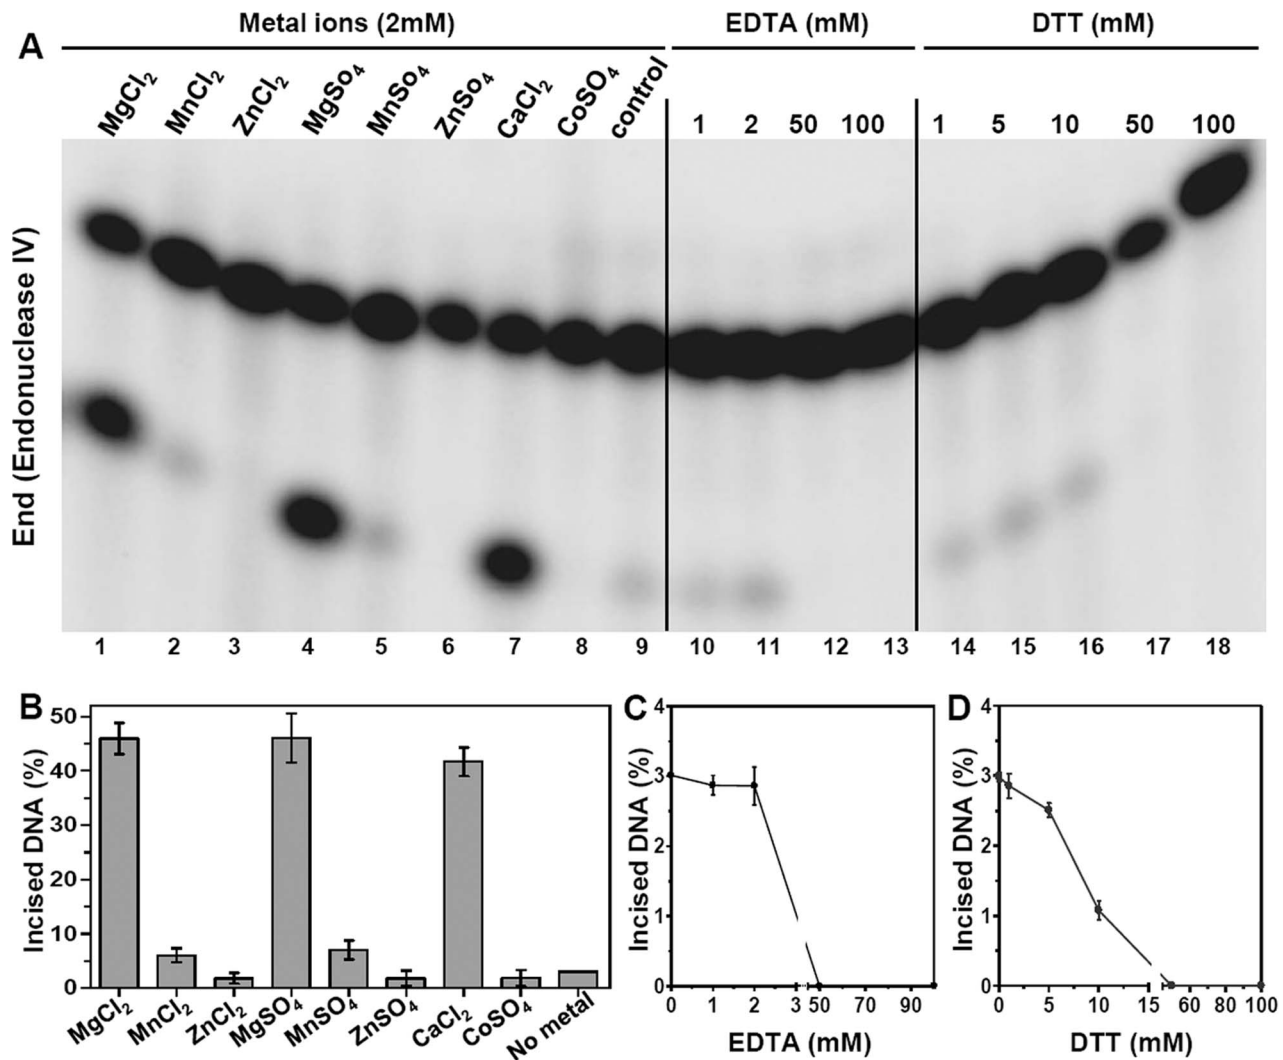 A
Metal ions (2mM) EDTA (mM) DTT (mM)
MgCl₂ MnCl₂ ZnCl₂ MgSo₄ MnSo₄ ZnSo₄ CaCl₂ CoSO₄ control 1 2 50 100 1 5 10 50 100
End (Endonuclease IV)
1 2 3 4 5 6 7 8 9 10 11 12 13 14 15 16 17 18
B
Incised DNA (%)
50
40
30
20
10
0
MgCl₂ MnCl₂ ZnCl₂ MgSO₄ MnSO₄ ZnSO₄ CaCl₂ CoSO₄ No metal
C
Incised DNA (%)
4
3
2
1
0
0 1 2 3 50 70 90
EDTA (mM)
D
Incised DNA (%)
4
3
2
1
0
0 5 10 15 60 80 100
DTT (mM)